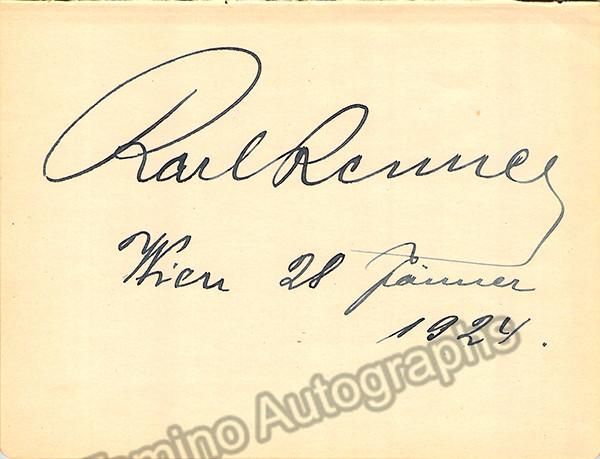 Karl Renner
Wien 28 Jänner
1924.
Tamino Autographs